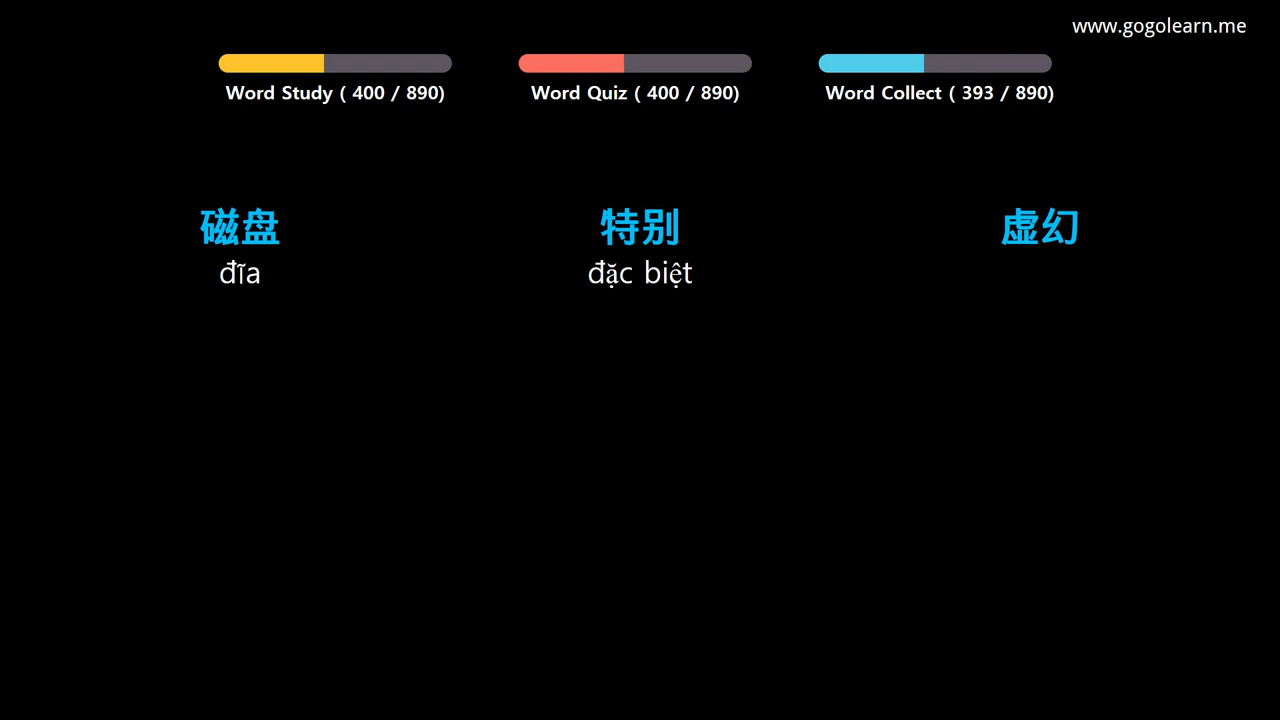 www.gogolearn.me
Word Study ( 400 / 890)
Word Quiz ( 400 / 890)
Word Collect ( 393 / 890)
磁盘
đĩa
特别
đặc biệt
虚幻